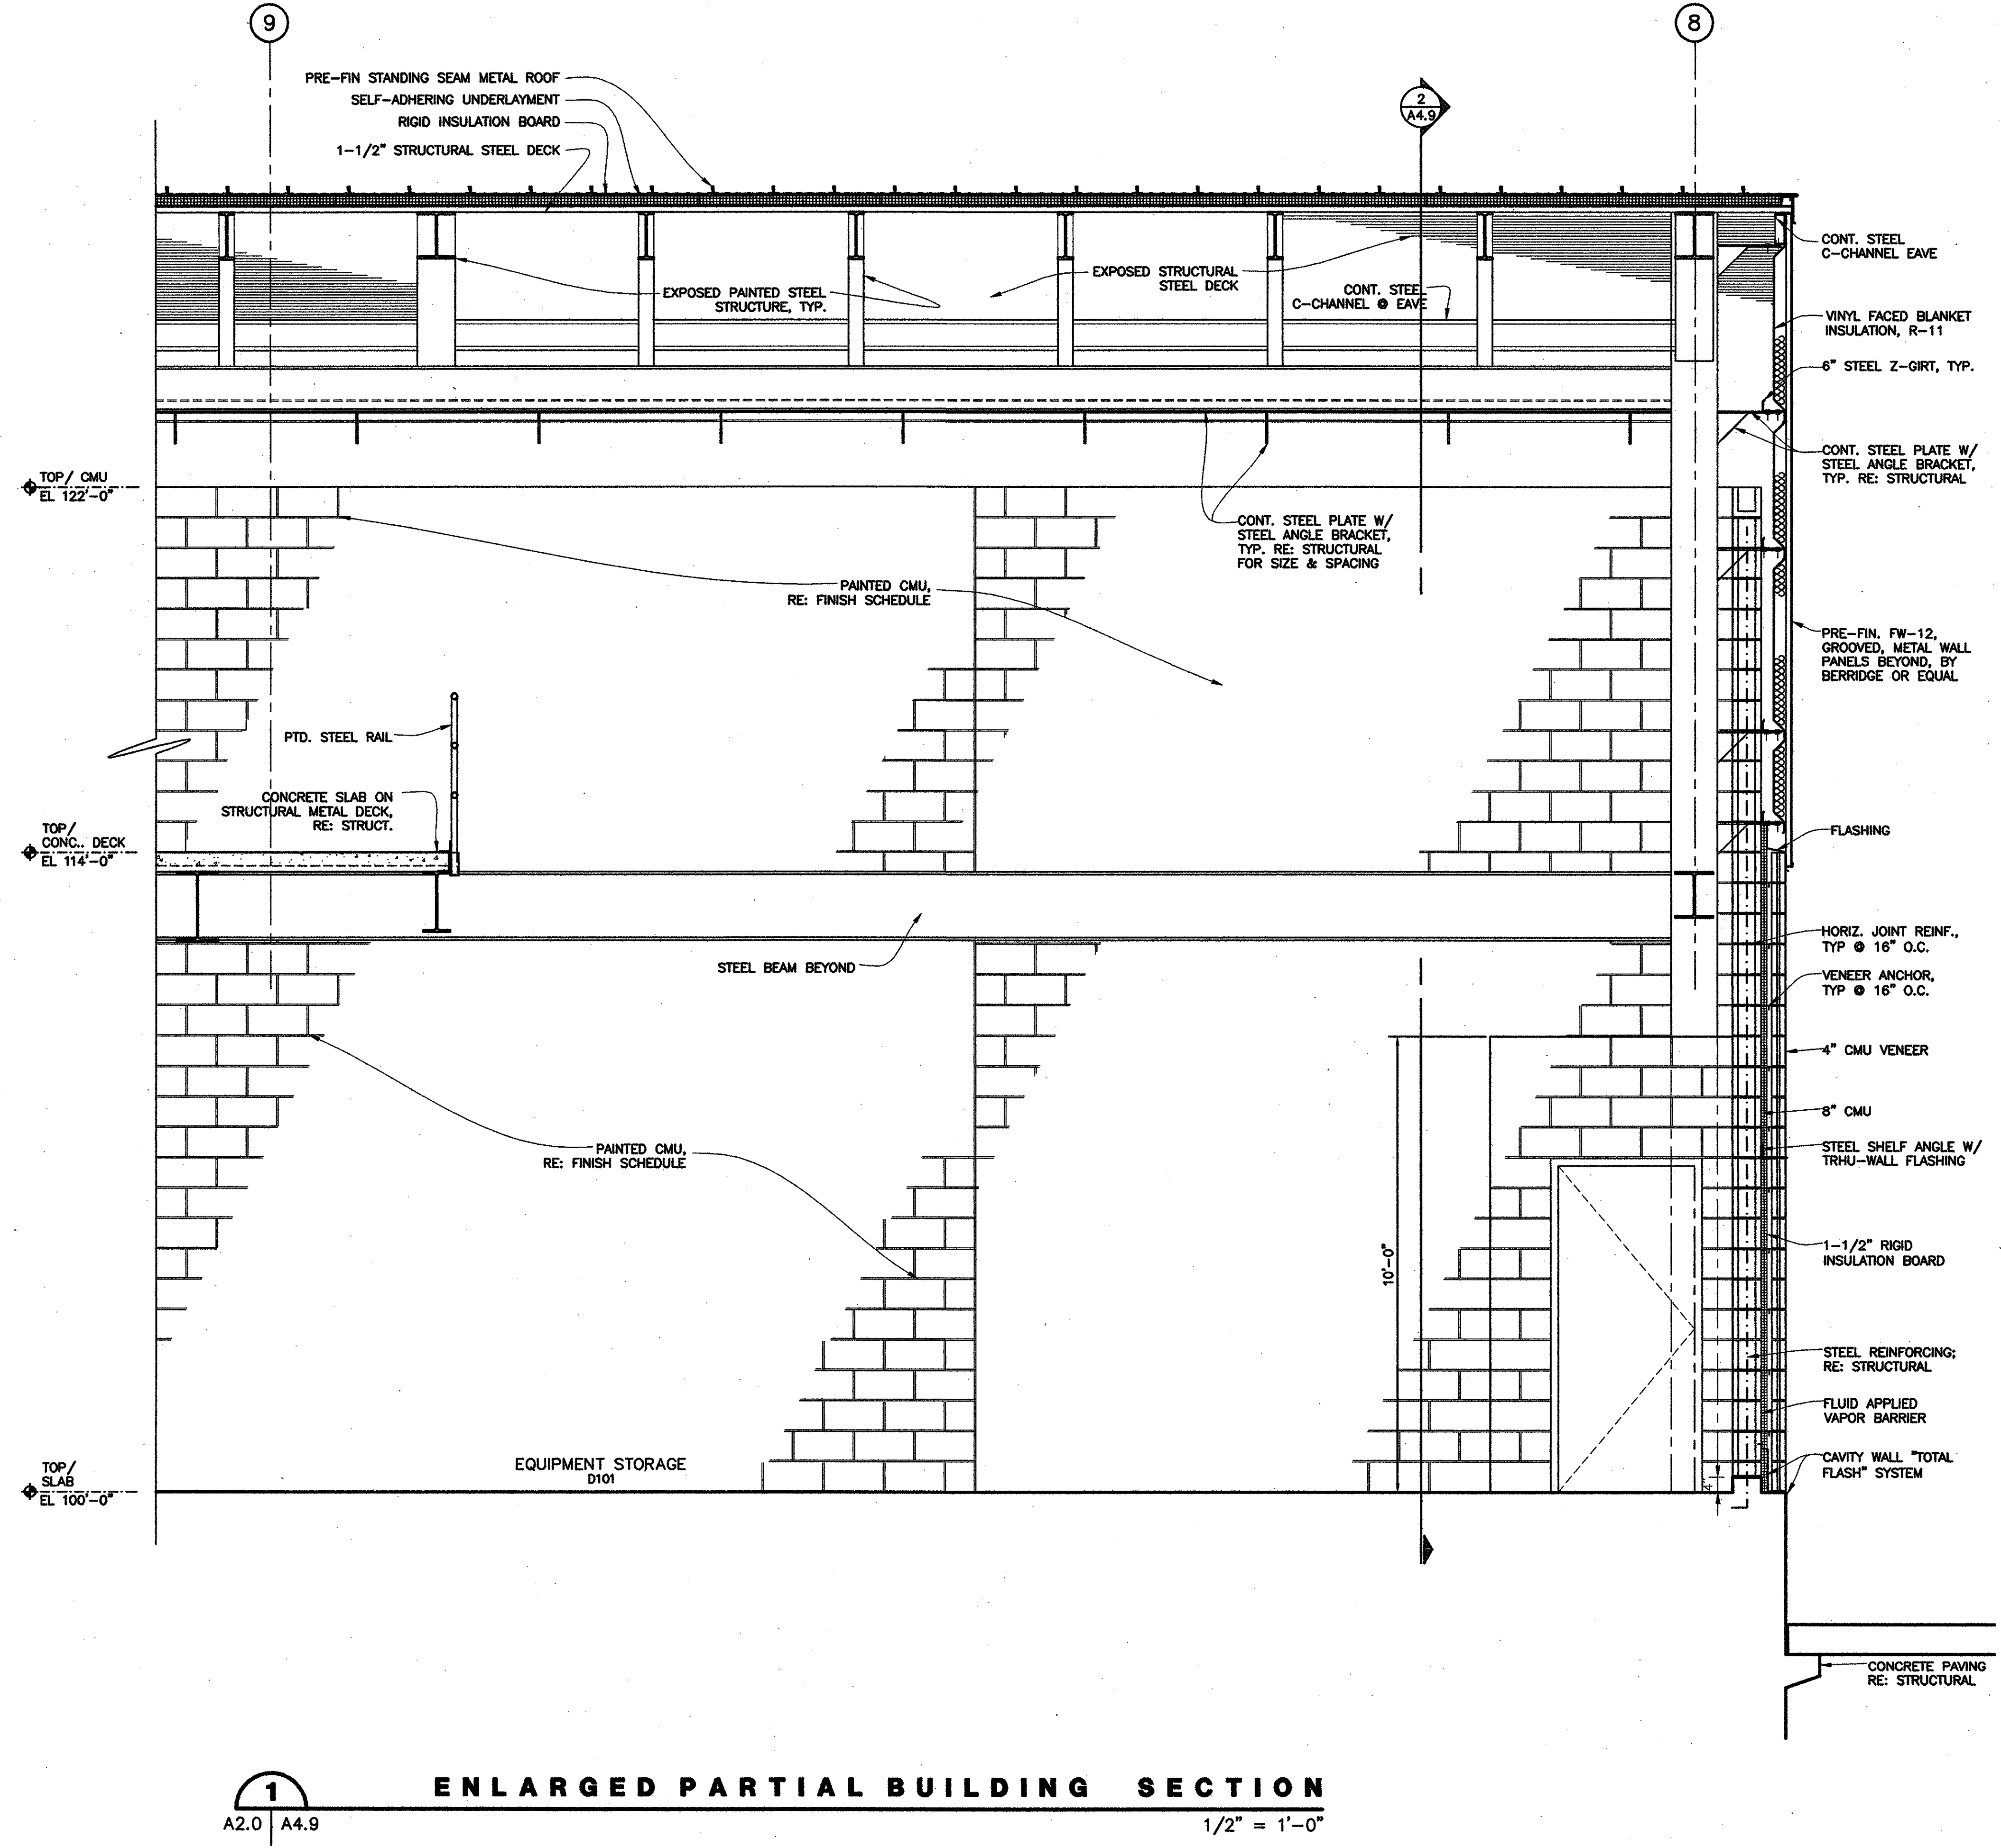 9
8
PRE-FIN STANDING SEAM METAL ROOF
SELF-ADHERING UNDERLAYMENT
RIGID INSULATION BOARD
1-1/2" STRUCTURAL STEEL DECK
2
A4.9
EXPOSED PAINTED STEEL
STRUCTURE, TYP.
EXPOSED STRUCTURAL
STEEL DECK
CONT. STEEL
C-CHANNEL @ EAVE
CONT. STEEL
C-CHANNEL EAVE
VINYL FACED BLANKET
INSULATION, R-11
6" STEEL Z-GIRT, TYP.
CONT. STEEL PLATE W/
STEEL ANGLE BRACKET,
TYP. RE: STRUCTURAL
TOP/ CMU
EL 122'-0"
CONT. STEEL PLATE W/
STEEL ANGLE BRACKET,
TYP. RE: STRUCTURAL
FOR SIZE & SPACING
PAINTED CMU,
RE: FINISH SCHEDULE
PRE-FIN. FW-12,
GROOVED, METAL WALL
PANELS BEYOND, BY
BERRIDGE OR EQUAL
PTD. STEEL RAIL
CONCRETE SLAB ON
STRUCTURAL METAL DECK,
RE: STRUCT.
TOP/
CONC.. DECK
EL 114'-0"
FLASHING
STEEL BEAM BEYOND
HORIZ. JOINT REINF.,
TYP @ 16" O.C.
VENEER ANCHOR,
TYP @ 16" O.C.
4" CMU VENEER
8" CMU
STEEL SHELF ANGLE W/
TRHU-WALL FLASHING
PAINTED CMU,
RE: FINISH SCHEDULE
10'-0"
1-1/2" RIGID
INSULATION BOARD
STEEL REINFORCING;
RE: STRUCTURAL
FLUID APPLIED
VAPOR BARRIER
CAVITY WALL "TOTAL
FLASH" SYSTEM
EQUIPMENT STORAGE
D101
4"
TOP/
SLAB
EL 100'-0"
CONCRETE PAVING
RE: STRUCTURAL
1
A2.0 A4.9
ENLARGED PARTIAL BUILDING SECTION
1/2" = 1'-0"